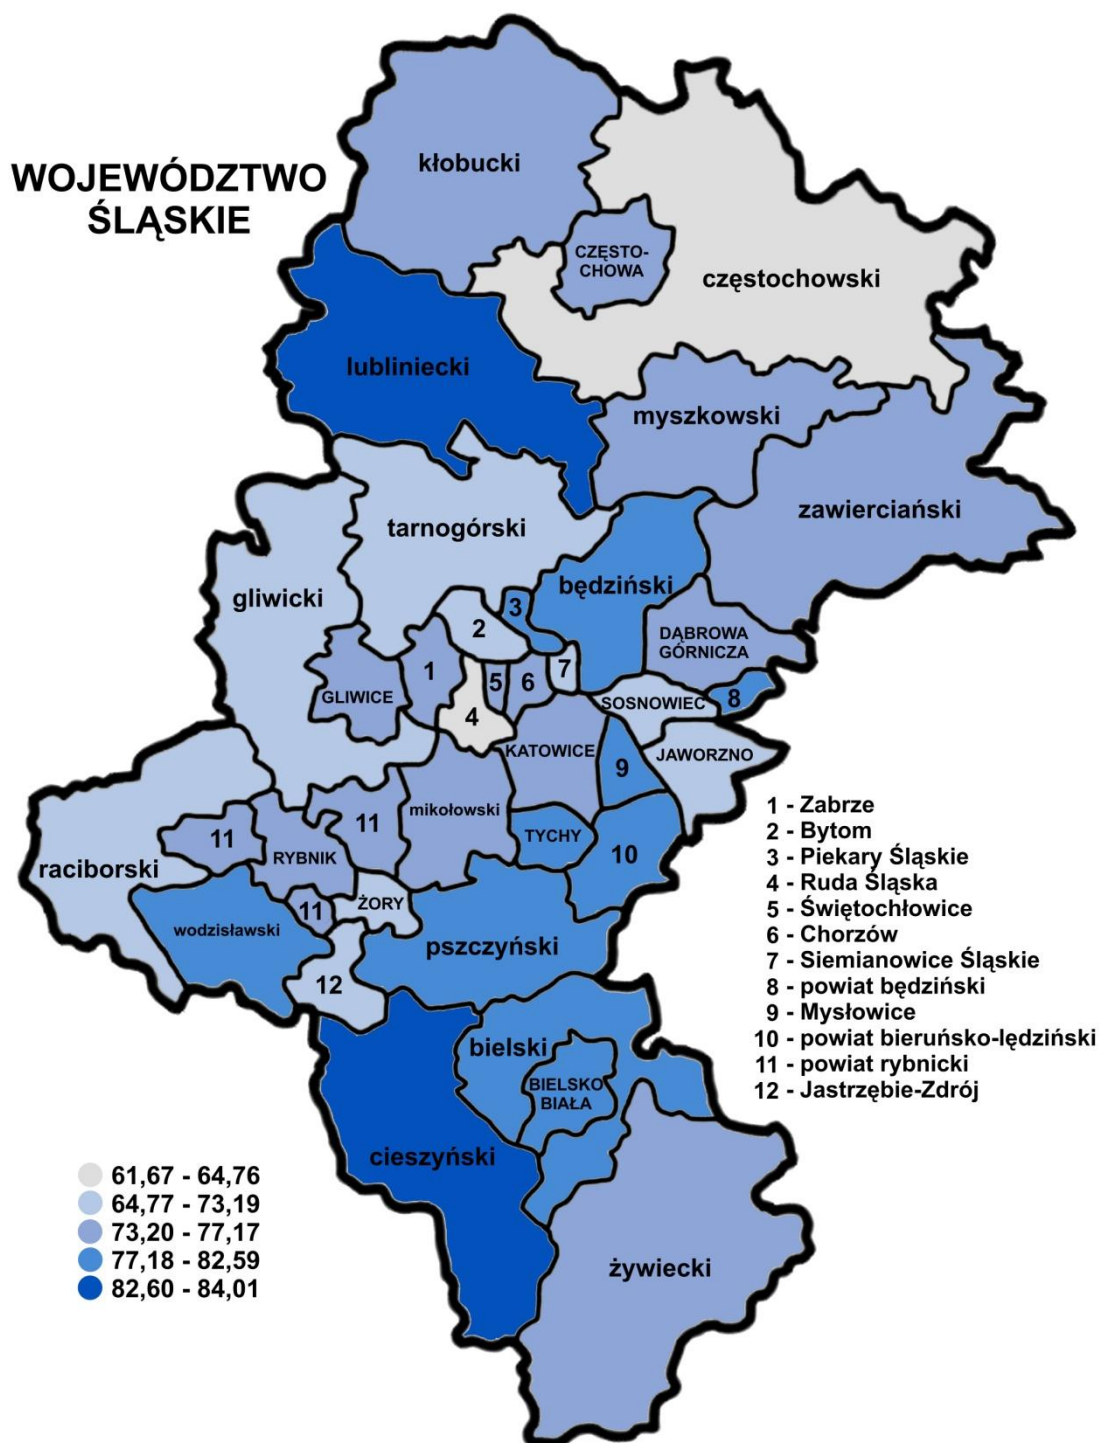 WOJEWÓDZTWO
ŚLĄSKIE
kłobucki
CZĘSTO-
CHOWA
częstochowski
lubliniecki
myszkowski
zawierciański
tarnogórski
będziński
gliwicki
3
2
DĄBROWA
GÓRNICZA
1
7
5
6
GLIWICE
8
SOSNOWIEC
4
KATOWICE
JAWORZNO
9
mikołowski
11
11
TYCHY
RYBNIK
10
raciborski
ŻORY
11
wodzisławski
pszczyński
12
bielski
BIELSKO
BIAŁA
cieszyński
żywiecki
1 - Zabrze
2 - Bytom
3 - Piekary Śląskie
4 - Ruda Śląska
5 - Świętochłowice
6 - Chorzów
7 - Siemianowice Śląskie
8 - powiat będziński
9 - Mysłowice
10 - powiat bieruńsko-lędziński
11 - powiat rybnicki
12 - Jastrzębie-Zdrój
61,67 - 64,76
64,77 - 73,19
73,20 - 77,17
77,18 - 82,59
82,60 - 84,01